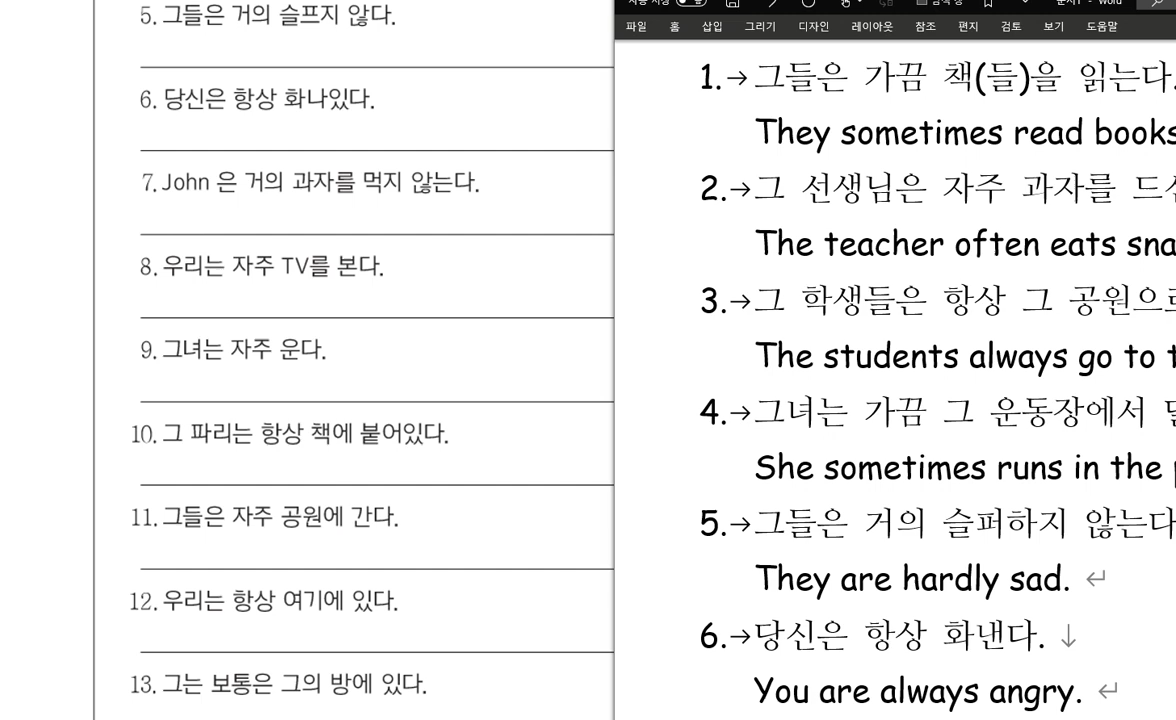 5. 그들은 거의 슬프지 않다.
6. 당신은 항상 화나있다.
7. John 은 거의 과자를 먹지 않는다.
8. 우리는 자주 TV를 본다.
9. 그녀는 자주 운다.
10. 그 파리는 항상 책에 붙어있다.
11. 그들은 자주 공원에 간다.
12. 우리는 항상 여기에 있다.
13. 그는 보통은 그의 방에 있다.
파일 홈 삽입 그리기 디자인 레이아웃 참조 편지 검토 보기 도움말
1.→그들은 가끔 책(들)을 읽는다.
They sometimes read books
2.→그 선생님은 자주 과자를
The teacher often eats
3.→그 학생들은 항상 그 공원으로
The students always go to
4.→그녀는 가끔 그 운동장에서
She sometimes runs in the
5.→그들은 거의 슬퍼하지 않는다
They are hardly sad. ↵
6.→당신은 항상 화낸다. ↓
You are always angry. ↵